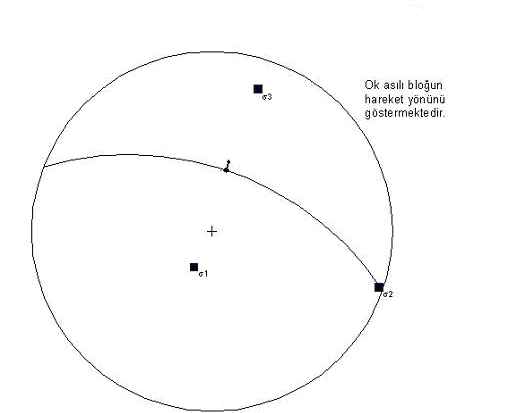 Ok asılı bloğun
hareket yönünü
göstermektedir.
σ3
σ1
σ2